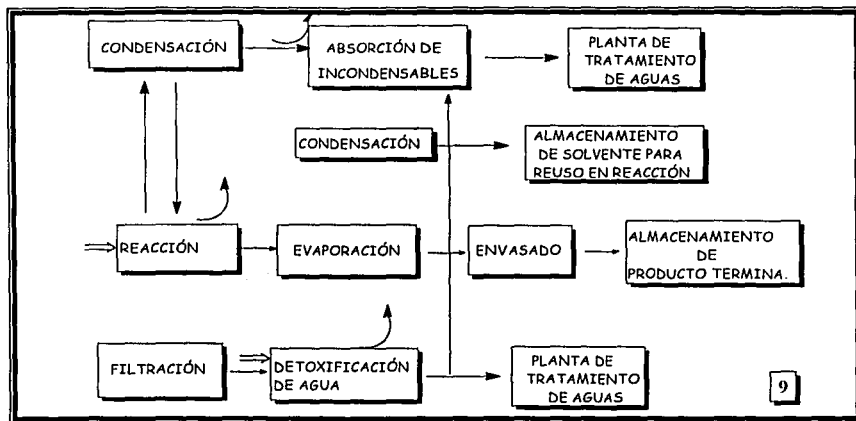 CONDENSACIÓN
ABSORCIÓN DE
INCONDENSABLES
PLANTA DE
TRATAMIENTO
DE AGUAS
CONDENSACIÓN
ALMACENAMIENTO
DE SOLVENTE PARA
REUSO EN REACCIÓN
REACCIÓN
EVAPORACIÓN
ENVASADO
ALMACENAMIENTO
DE
PRODUCTO TERMINA.
FILTRACIÓN
DETOXIFICACIÓN
DE AGUA
PLANTA DE
TRATAMIENTO
DE AGUAS
9